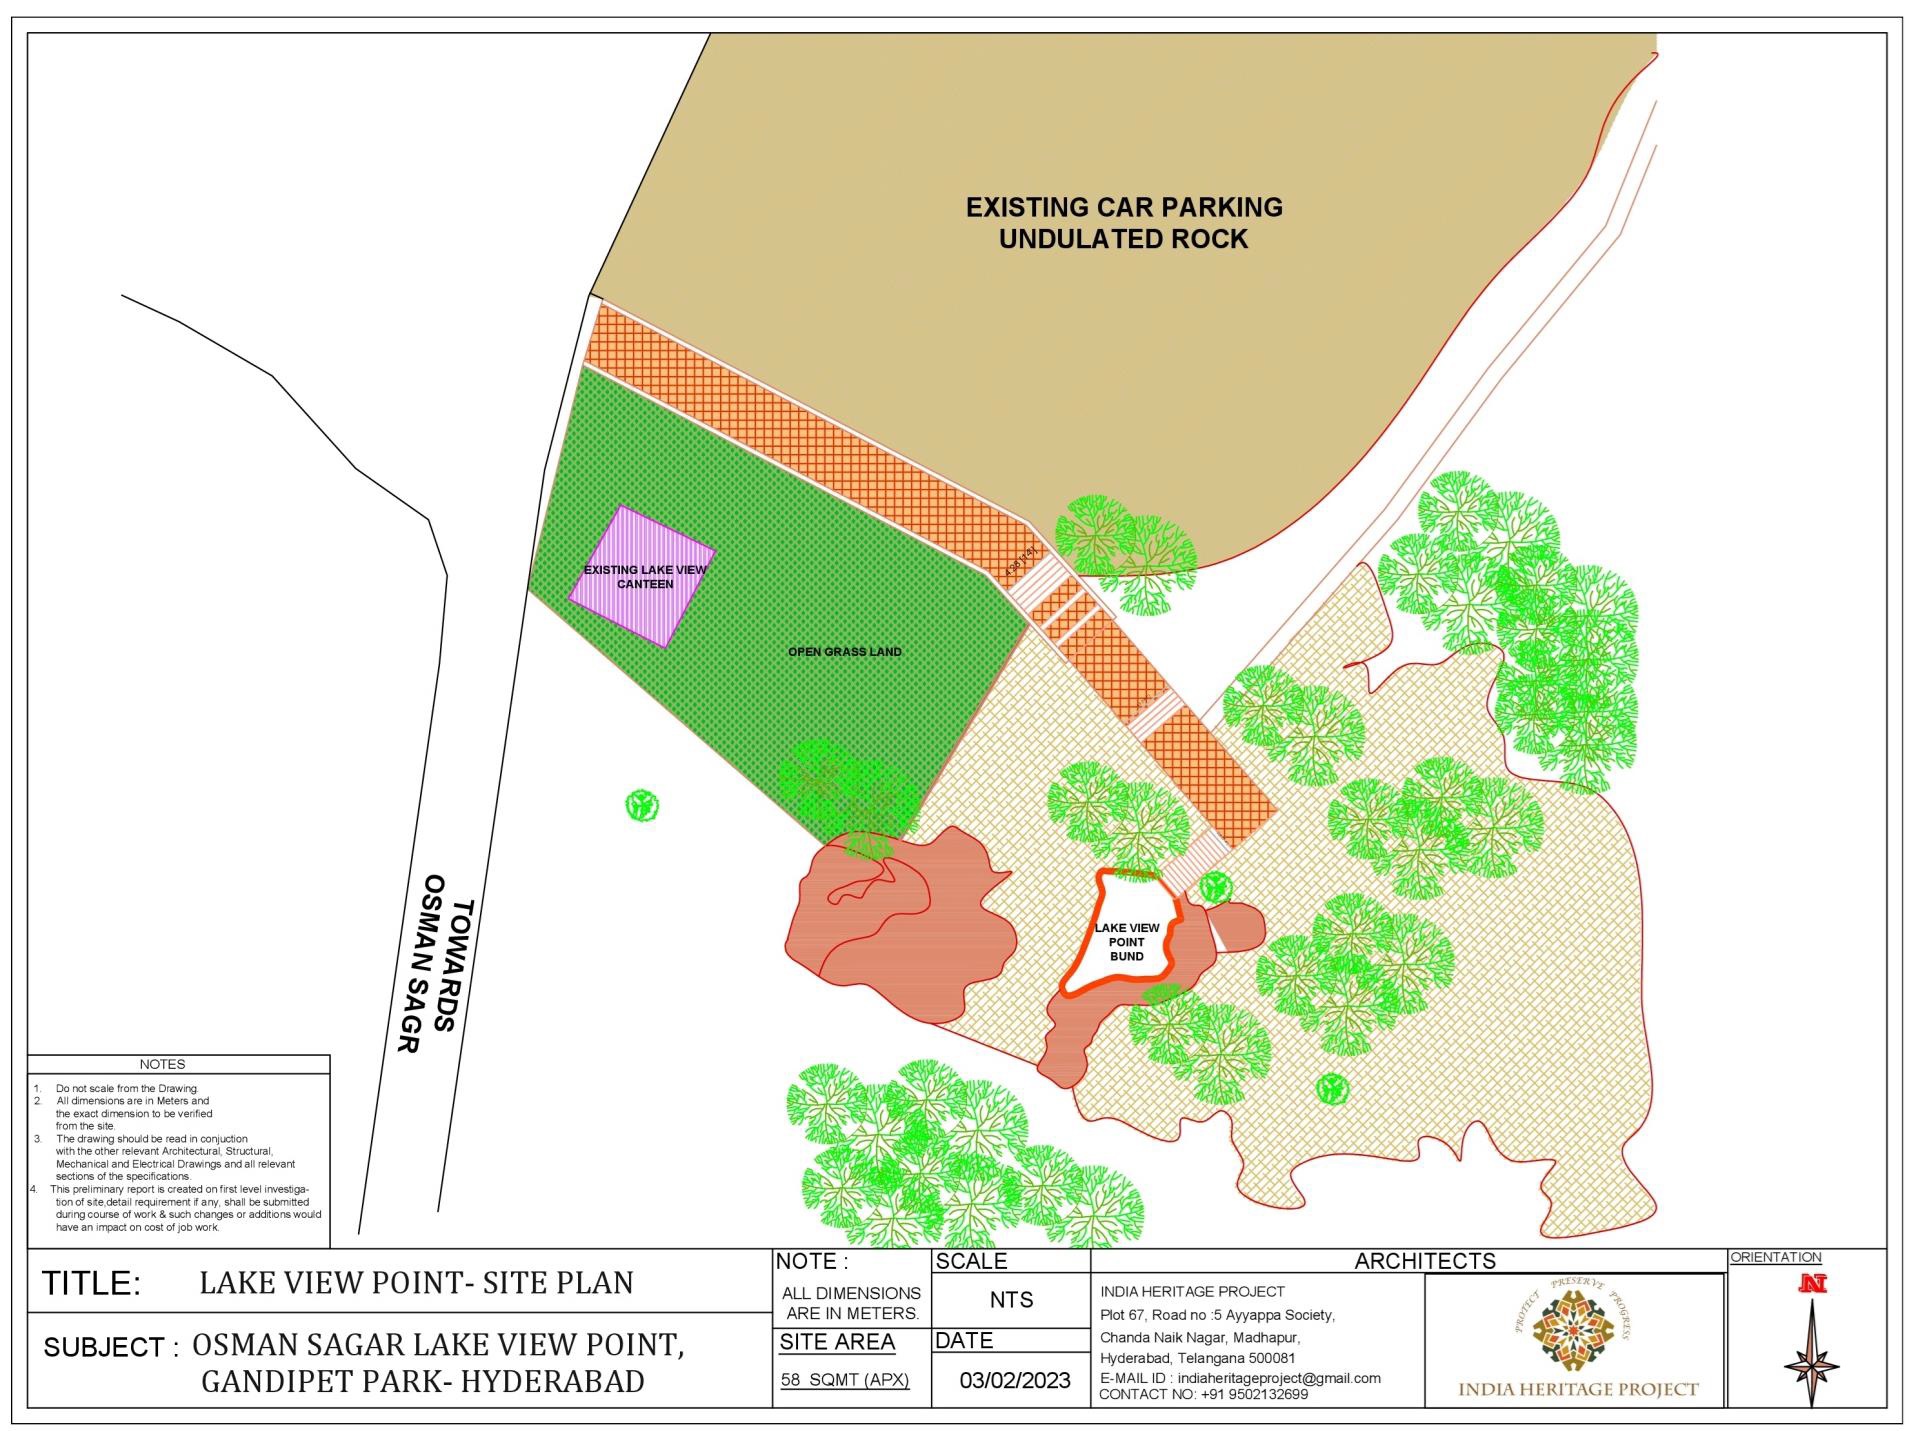 EXISTING CAR PARKING
UNDULATED ROCK
EXISTING LAKE VIEW
CANTEEN
OPEN GRASS LAND
LAKE VIEW
POINT
BUND
TOWARDS
OSMAN SAGR
NOTES
1. Do not scale from the Drawing.
2. All dimensions are in Meters and
the exact dimension to be verified
from the site.
3. The drawing should be read in conjuction
with the other relevant Architectural, Structural,
Mechanical and Electrical Drawings and all relevant
sections of the specifications.
4. This preliminary report is created on first level investiga-
tion of site,detail requirement if any, shall be submitted
during course of work & such changes or additions would
have an impact on cost of job work.
TITLE: LAKE VIEW POINT- SITE PLAN
SUBJECT : OSMAN SAGAR LAKE VIEW POINT,
GANDIPET PARK- HYDERABAD
NOTE :
ALL DIMENSIONS
ARE IN METERS.
SITE AREA
58 SQMT (APX)
SCALE
NTS
DATE
03/02/2023
ARCHITECTS
INDIA HERITAGE PROJECT
Plot 67, Road no :5 Ayyappa Society,
Chanda Naik Nagar, Madhapur,
Hyderabad, Telangana 500081
E-MAIL ID : indiaheritageproject@gmail.com
CONTACT NO: +91 9502132699
PROTECT PRESERVE PROGRESS
INDIA HERITAGE PROJECT
ORIENTATION
N